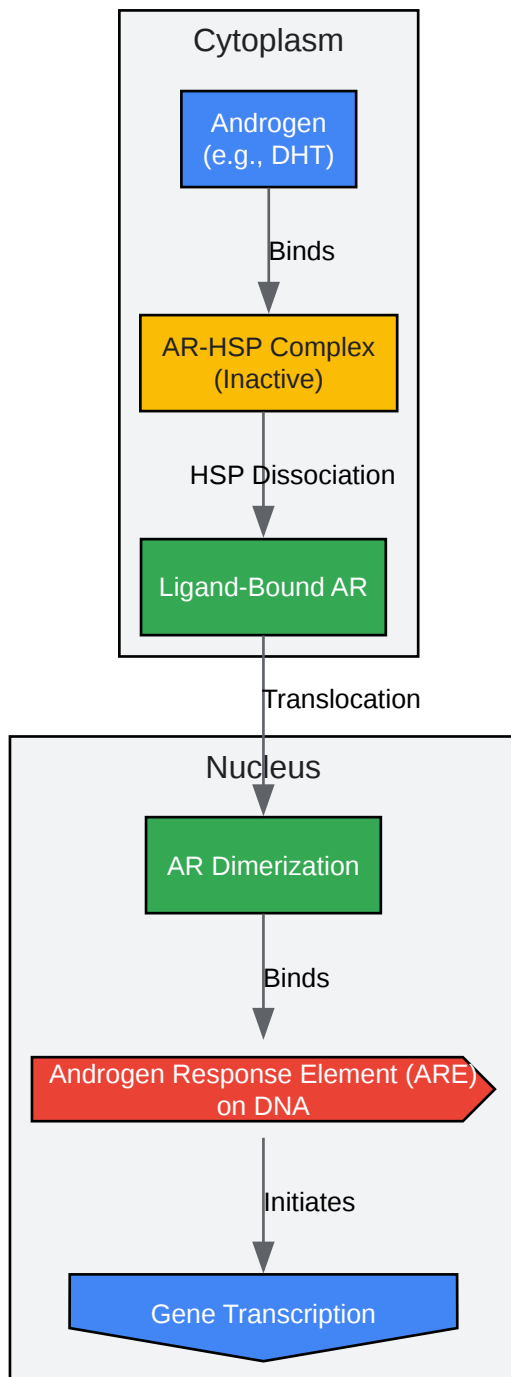 Cytoplasm
Androgen
(e.g., DHT)
Binds
AR-HSP Complex
(Inactive)
HSP Dissociation
Ligand-Bound AR
Translocation
Nucleus
AR Dimerization
Binds
Androgen Response Element (ARE)
on DNA
Initiates
Gene Transcription